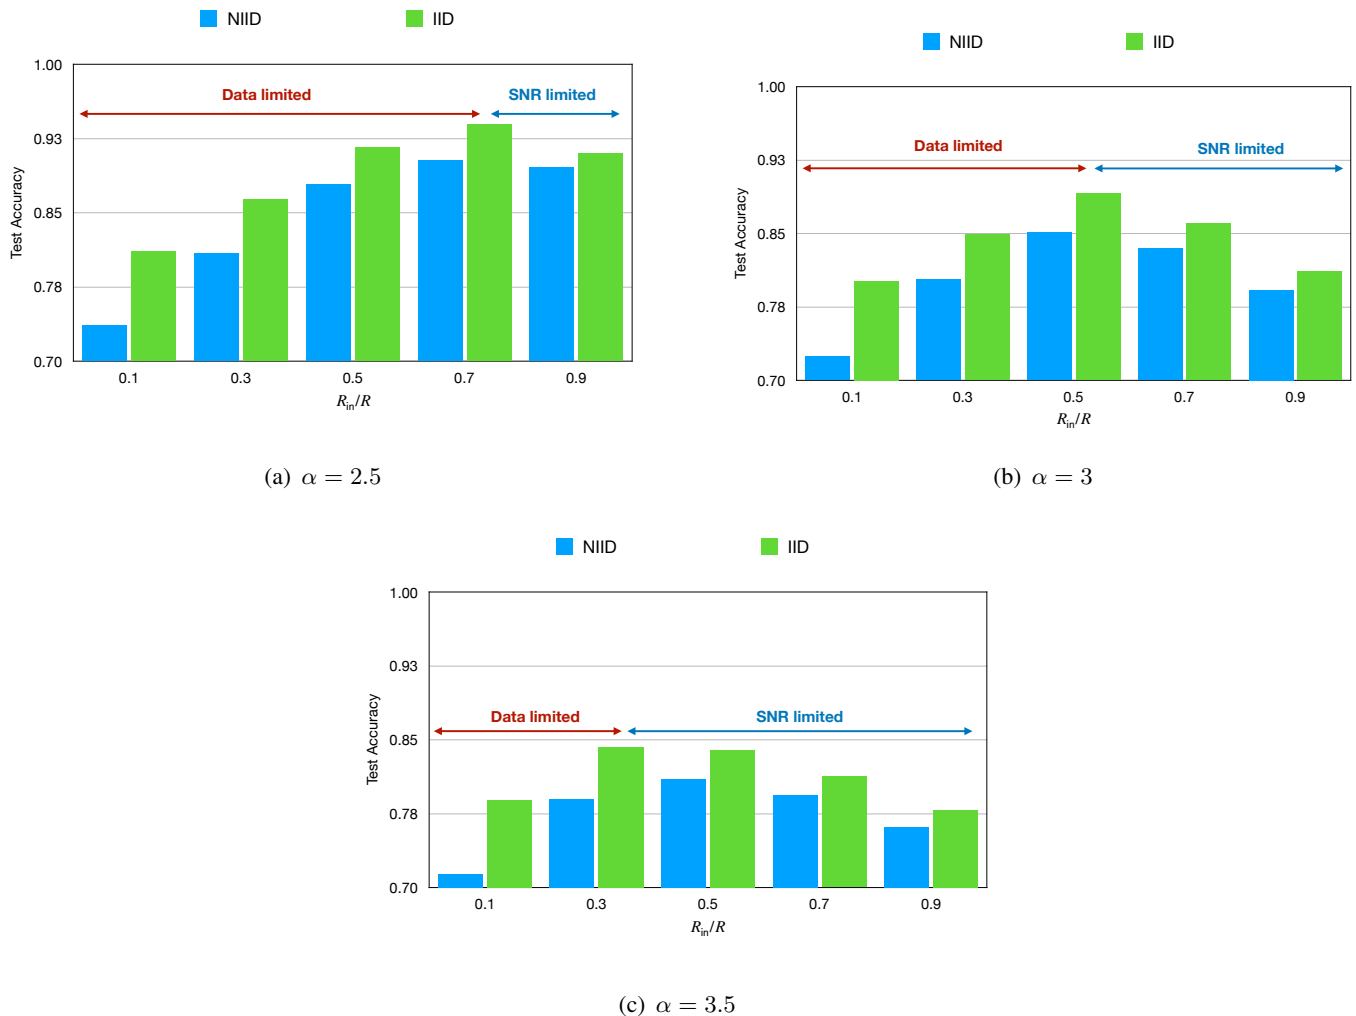 NIID IID
1.00
Data limited SNR limited
0.93
0.85
0.78
0.70
Test Accuracy
0.1 0.3 0.5 0.7 0.9
R_in/R
(a) α = 2.5
NIID IID
1.00
0.93
Data limited SNR limited
0.85
0.78
0.70
Test Accuracy
0.1 0.3 0.5 0.7 0.9
R_in/R
(b) α = 3
NIID IID
1.00
0.93
Data limited SNR limited
0.85
0.78
0.70
Test Accuracy
0.1 0.3 0.5 0.7 0.9
R_in/R
(c) α = 3.5